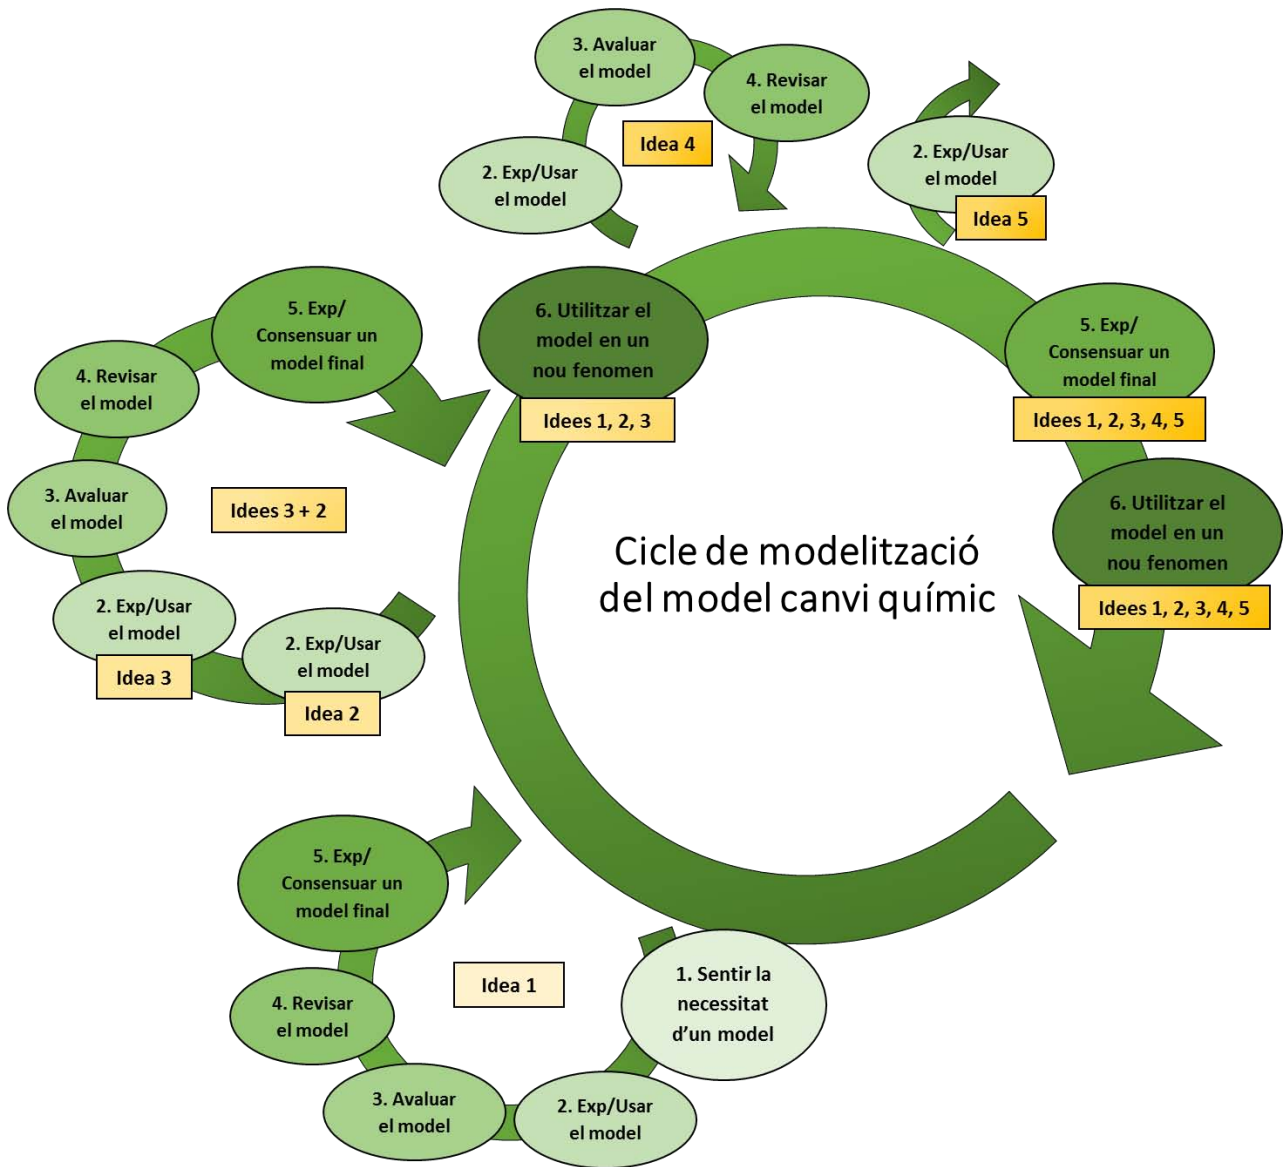 3. Avaluar
el model
4. Revisar
el model
Idea 4
2. Exp/Usar
el model
2. Exp/Usar
el model
Idea 5
5. Exp/
Consensuar un
model final
4. Revisar
el model
3. Avaluar
el model
Idees 3 + 2
2. Exp/Usar
el model
Idea 3
2. Exp/Usar
el model
Idea 2
6. Utilitzar el
model en un
nou fenomen
Idees 1, 2, 3
5. Exp/
Consensuar un
model final
Idees 1, 2, 3, 4, 5
6. Utilitzar el
model en un
nou fenomen
Idees 1, 2, 3, 4, 5
Cicle de modelització
del model canvi químic
5. Exp/
Consensuar un
model final
4. Revisar
el model
3. Avaluar
el model
2. Exp/Usar
el model
Idea 1
1. Sentir la
necessitat
d’un model